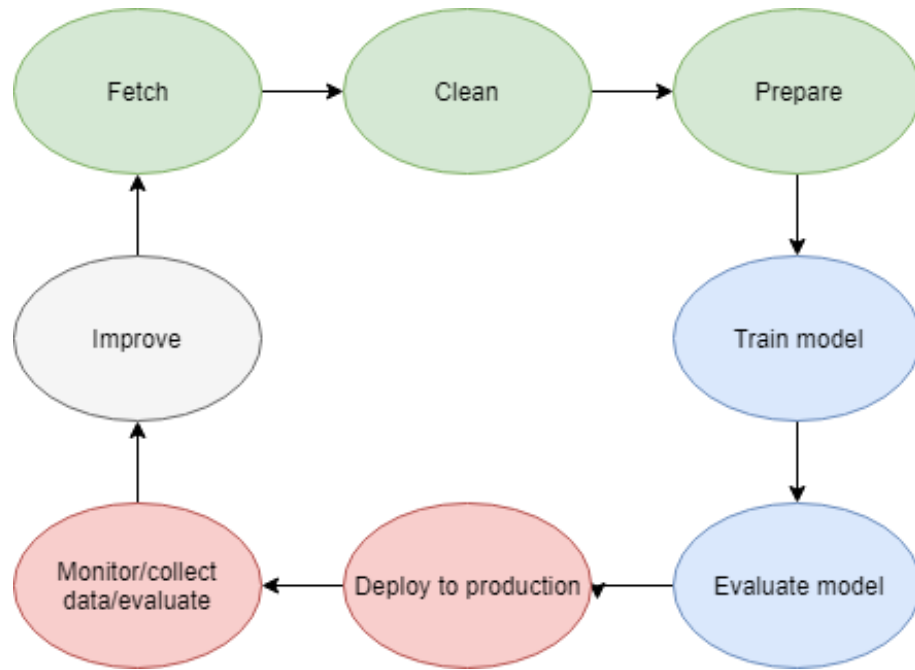 Fetch
Clean
Prepare
Improve
Train model
Monitor/collect
data/evaluate
Deploy to production
Evaluate model